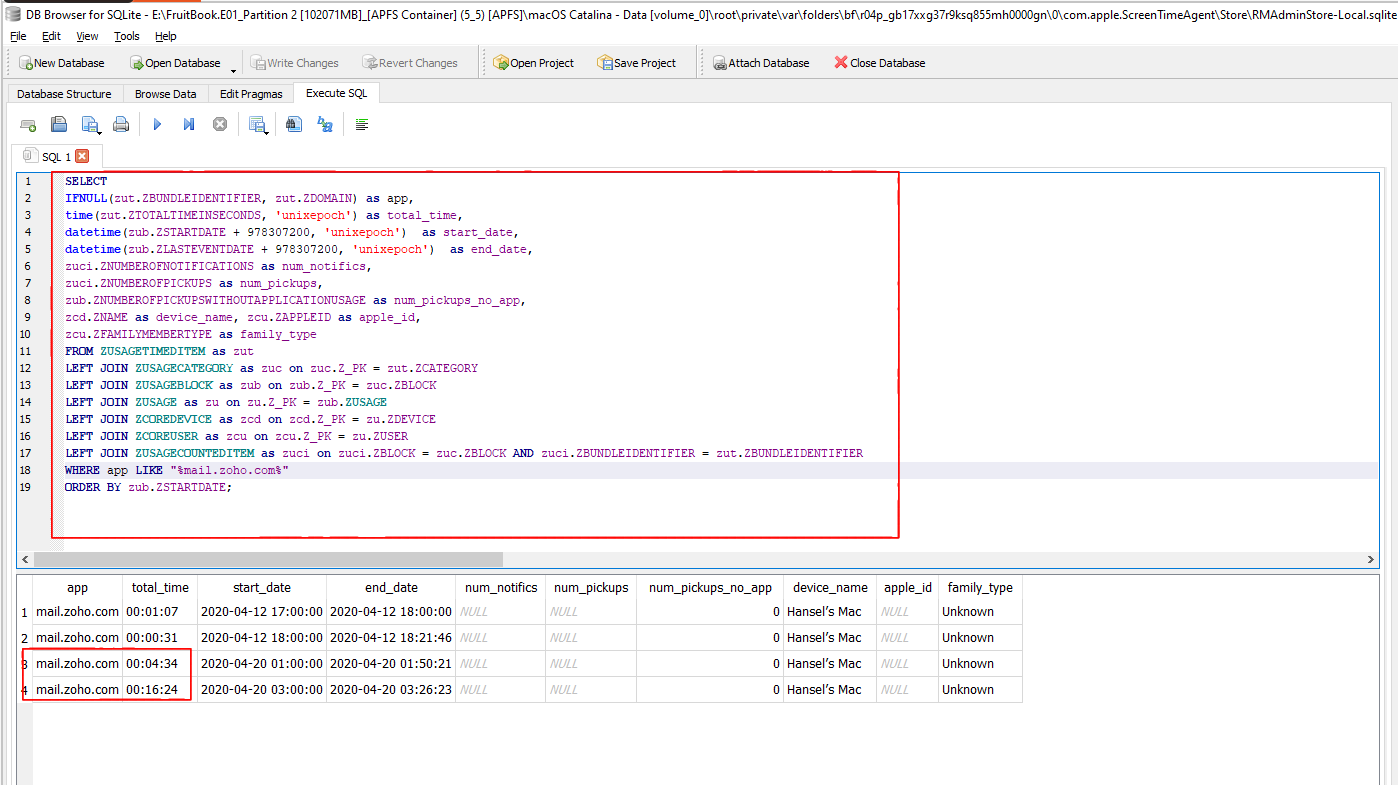 DB Browser for SQLite - E:\FruitBook.E01_Partition 2 [102071MB]_[APFS Container] (5_5) [APFS]\macOS Catalina - Data [volume_0]\root\private\var\folders\bf\r04p_gb17xxg37r9ksq855mh0000gn\0\com.apple.ScreenTimeAgent\Store\RMAdminStore-Local.sqlite
File Edit View Tools Help
New Database Open Database Write Changes Revert Changes Open Project Save Project Attach Database Close Database
Database Structure Browse Data Edit Pragmas Execute SQL
SQL 1
1 SELECT
2 IFNULL(zut.ZBUNDLEIDENTIFIER, zut.ZDOMAIN) as app,
3 time(zut.ZTOTALTIMEINSECONDS, 'unixepoch') as total_time,
4 datetime(zub.ZSTARTDATE + 978307200, 'unixepoch')  as start_date,
5 datetime(zub.ZLASTEVENTDATE + 978307200, 'unixepoch')  as end_date,
6 zuci.ZNUMBEROFNOTIFICATIONS as num_notifics,
7 zuci.ZNUMBEROFPICKUPS as num_pickups,
8 zub.ZNUMBEROFPICKUPSWITHOUTAPPLICATIONUSAGE as num_pickups_no_app,
9 zcd.ZNAME as device_name, zcu.ZAPPLEID as apple_id,
10 zcu.ZFAMILYMEMBERTYPE as family_type
11 FROM ZUSAGETIMEDITEM as zut
12 LEFT JOIN ZUSAGECATEGORY as zuc on zuc.Z_PK = zut.ZCATEGORY
13 LEFT JOIN ZUSAGEBLOCK as zub on zub.Z_PK = zuc.ZBLOCK
14 LEFT JOIN ZUSAGE as zu on zu.Z_PK = zub.ZUSAGE
15 LEFT JOIN ZCOREDEVICE as zcd on zcd.Z_PK = zu.ZDEVICE
16 LEFT JOIN ZCOREUSER as zcu on zcu.Z_PK = zu.ZUSER
17 LEFT JOIN ZUSAGECOUNTEDITEM as zuci on zuci.ZBLOCK = zuc.ZBLOCK AND zuci.ZBUNDLEIDENTIFIER = zut.ZBUNDLEIDENTIFIER
18 WHERE app LIKE "%mail.zoho.com%"
19 ORDER BY zub.ZSTARTDATE;
app total_time start_date end_date num_notifics num_pickups num_pickups_no_app device_name apple_id family_type
1 mail.zoho.com 00:01:07 2020-04-12 17:00:00 2020-04-12 18:00:00 NULL NULL 0 Hansel’s Mac NULL Unknown
2 mail.zoho.com 00:00:31 2020-04-12 18:00:00 2020-04-12 18:21:46 NULL NULL 0 Hansel’s Mac NULL Unknown
3 mail.zoho.com 00:04:34 2020-04-20 01:00:00 2020-04-20 01:50:21 NULL NULL 0 Hansel’s Mac NULL Unknown
4 mail.zoho.com 00:16:24 2020-04-20 03:00:00 2020-04-20 03:26:23 NULL NULL 0 Hansel’s Mac NULL Unknown